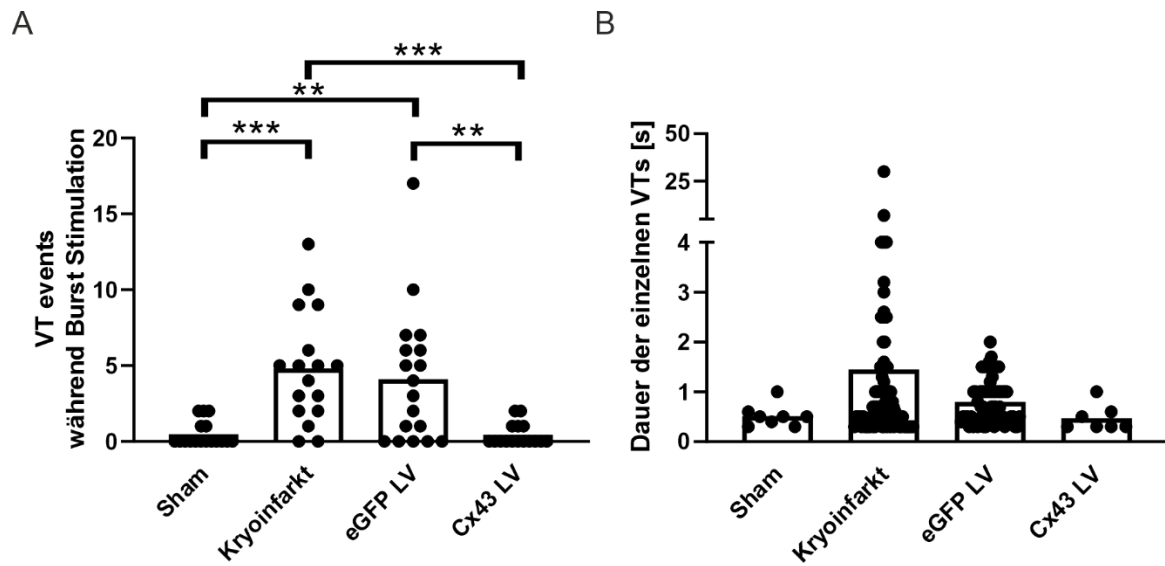 A
***
**
***
**
VT events
während Burst Stimulation
20
15
10
5
0
Sham
Kryoinfarkt
eGFP LV
Cx43 LV
B
Dauer der einzelnen VTs [s]
50
25
4
3
2
1
0
Sham
Kryoinfarkt
eGFP LV
Cx43 LV